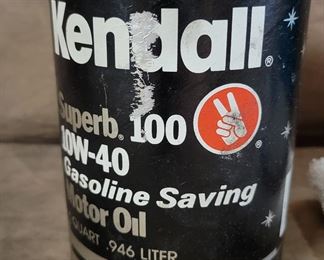 Kendall®
Superb® 100
10W-40
Gasoline Saving
Motor Oil
QUART .946 LITER